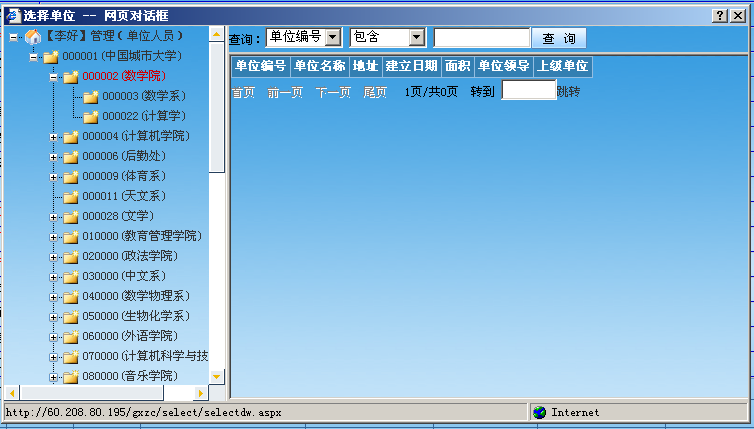 选择单位 -- 网页对话框
【李好】管理（单位人员）
000001(中国城市大学)
000002(数学院)
000003(数学系)
000022(计算学)
000004(计算机学院)
000006(后勤处)
000009(体育系)
000011(天文系)
000028(文学)
010000(教育管理学院)
020000(政法学院)
030000(中文系)
040000(数学物理系)
050000(生物化学系)
060000(外语学院)
070000(计算机科学与技
080000(音乐学院)
查询： 单位编号 包含 查 询
单位编号 单位名称 地址 建立日期 面积 单位领导 上级单位
首页 前一页 下一页 尾页 1页/共0页 转到 跳转
http://60.208.80.195/gxzc/select/selectdw.aspx Internet